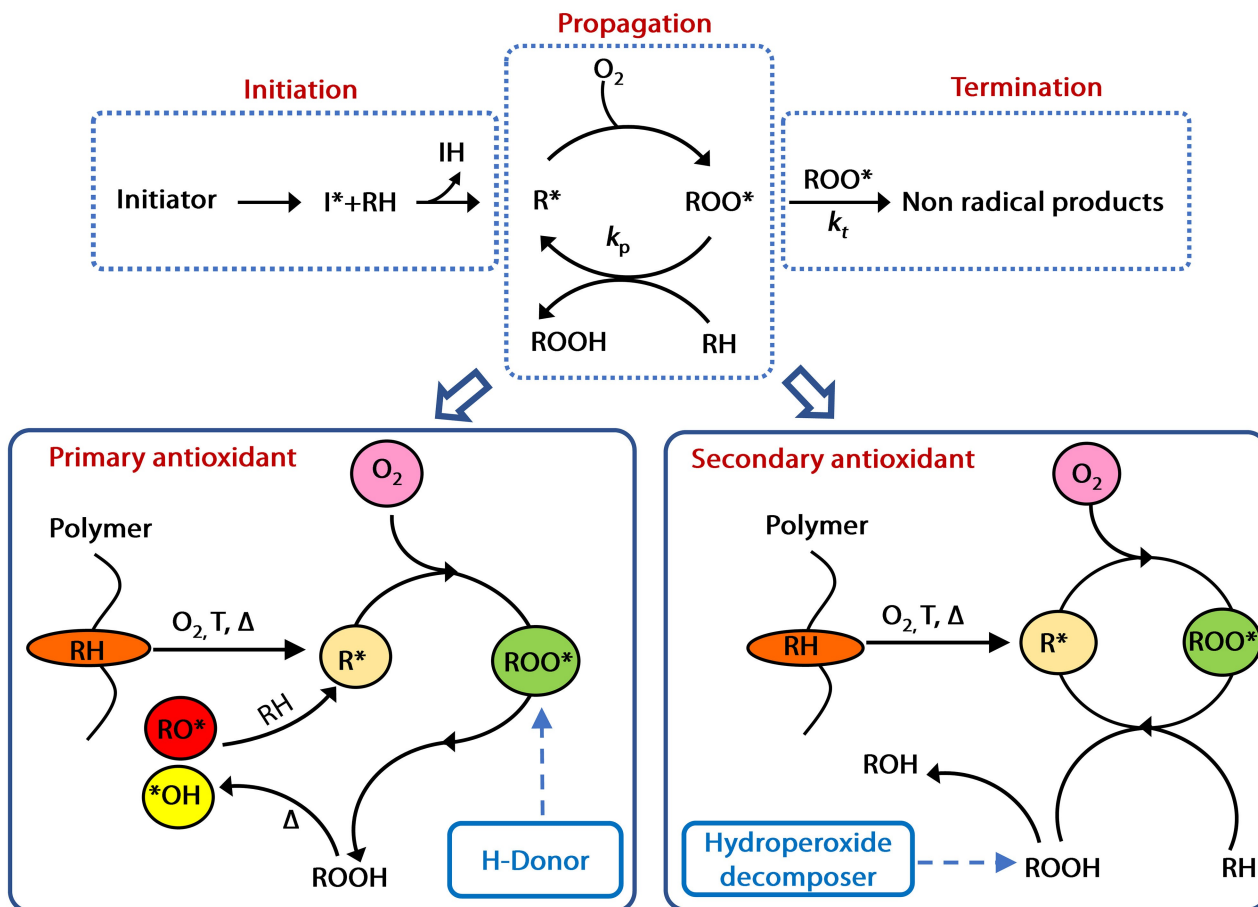 Propagation
Initiation
Termination
O₂
IH
Initiator
I*+RH
R*
ROO*
ROO*
kₜ
Non radical products
kₚ
ROOH
RH
Primary antioxidant
O₂
Polymer
RH
O₂, T, Δ
R*
ROO*
RO*
RH
*OH
Δ
ROOH
H-Donor
Secondary antioxidant
O₂
Polymer
RH
O₂, T, Δ
R*
ROO*
ROH
Hydroperoxide
decomposer
ROOH
RH